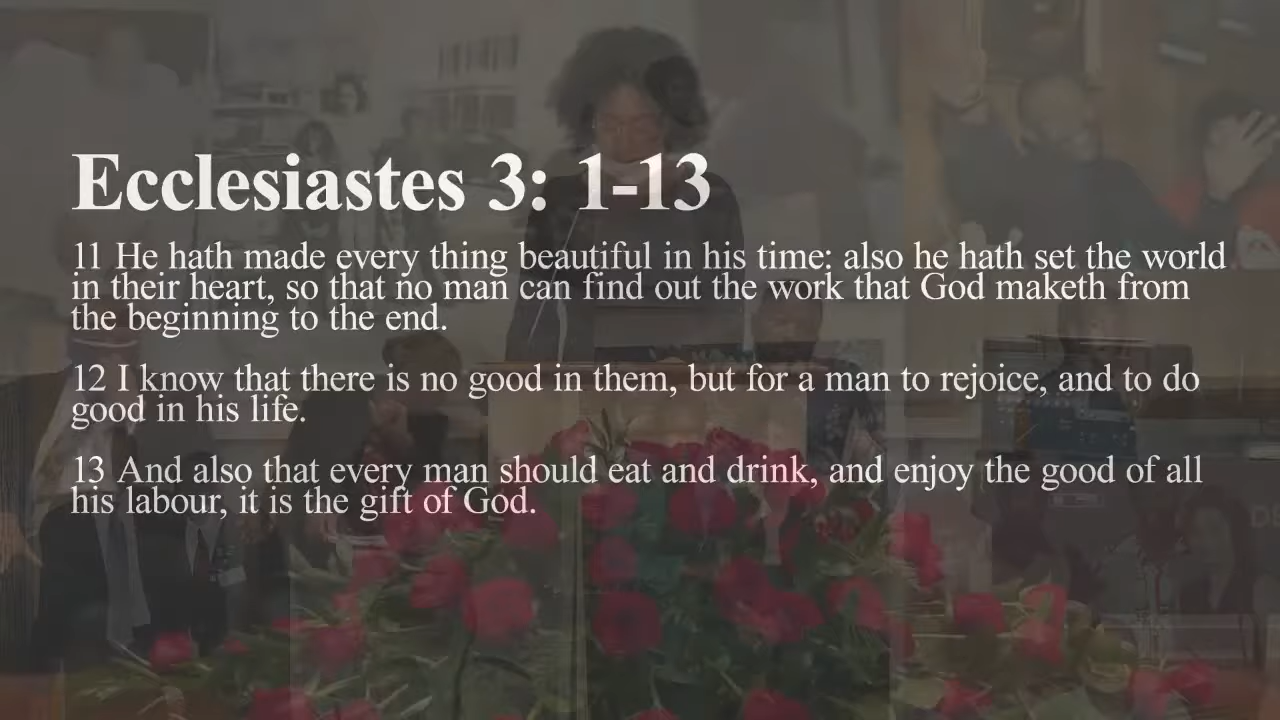 Ecclesiastes 3: 1-13
11 He hath made every thing beautiful in his time: also he hath set the world
in their heart, so that no man can find out the work that God maketh from
the beginning to the end.
12 I know that there is no good in them, but for a man to rejoice, and to do
good in his life.
13 And also that every man should eat and drink, and enjoy the good of all
his labour, it is the gift of God.